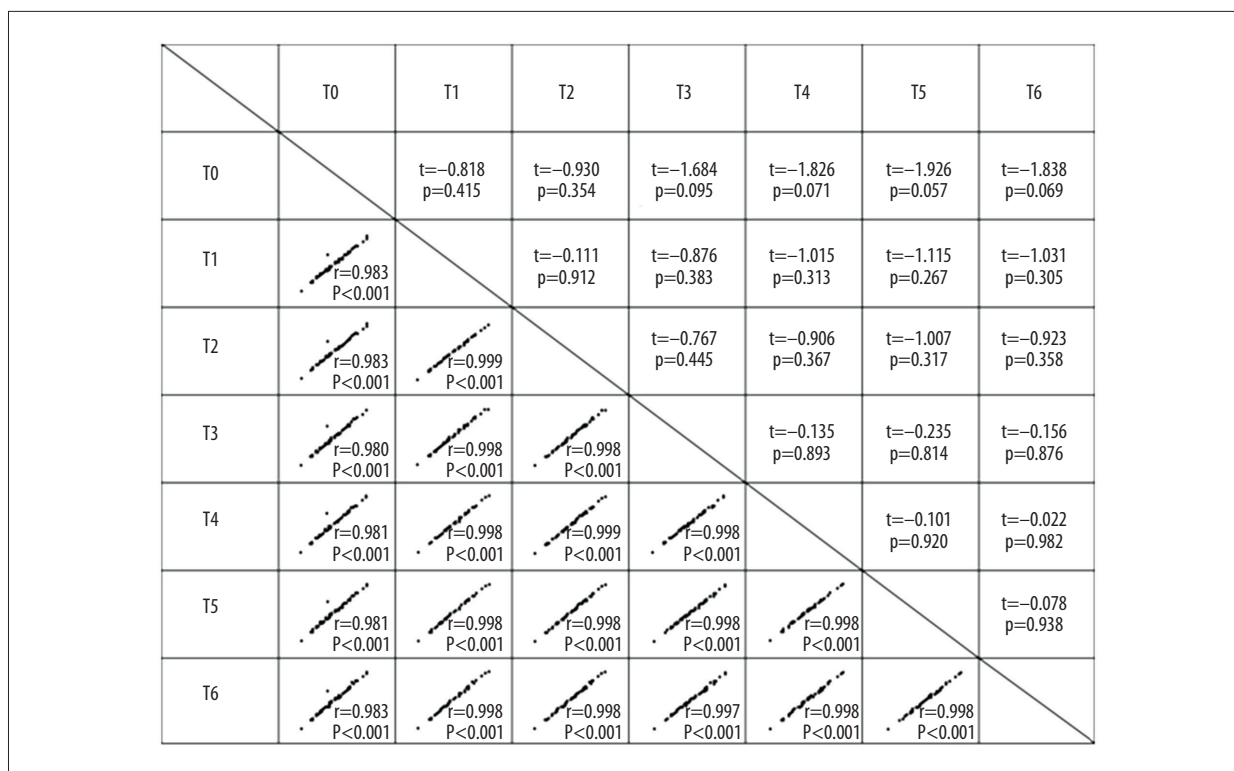 T0 T1 T2 T3 T4 T5 T6
T0 t=−0.818 t=−0.930 t=−1.684 t=−1.826 t=−1.926 t=−1.838
p=0.415 p=0.354 p=0.095 p=0.071 p=0.057 p=0.069
T1 r=0.983 t=−0.111 t=−0.876 t=−1.015 t=−1.115 t=−1.031
P<0.001 p=0.912 p=0.383 p=0.313 p=0.267 p=0.305
T2 r=0.983 r=0.999 t=−0.767 t=−0.906 t=−1.007 t=−0.923
P<0.001 P<0.001 p=0.445 p=0.367 p=0.317 p=0.358
T3 r=0.980 r=0.998 r=0.998 t=−0.135 t=−0.235 t=−0.156
P<0.001 P<0.001 P<0.001 p=0.893 p=0.814 p=0.876
T4 r=0.981 r=0.998 r=0.999 r=0.998 t=−0.101 t=−0.022
P<0.001 P<0.001 P<0.001 P<0.001 p=0.920 p=0.982
T5 r=0.981 r=0.998 r=0.998 r=0.998 r=0.998 t=−0.078
P<0.001 P<0.001 P<0.001 P<0.001 P<0.001 p=0.938
T6 r=0.983 r=0.998 r=0.998 r=0.997 r=0.998 r=0.998
P<0.001 P<0.001 P<0.001 P<0.001 P<0.001 P<0.001